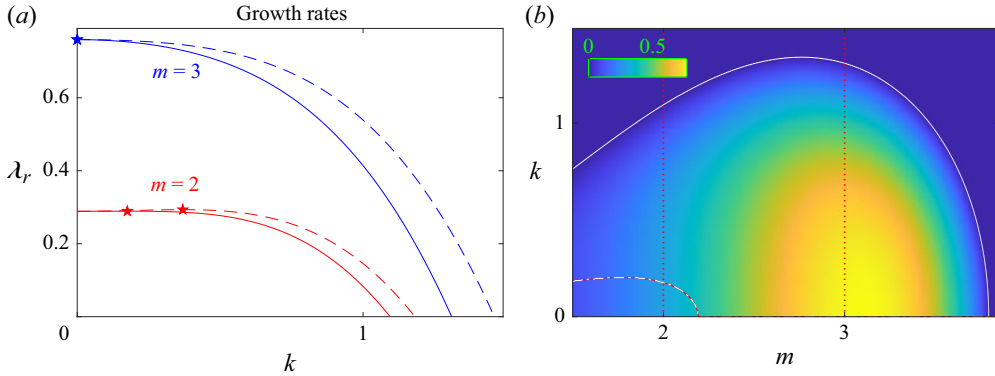 (a)
Growth rates
m = 3
0.6
λr
0.4
m = 2
0.2
0
1
k
(b)
0
0.5
1
k
0
2
3
m